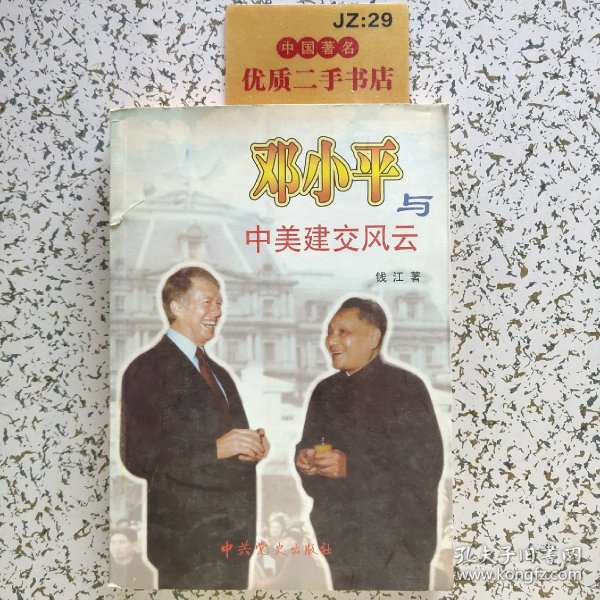 JZ:29
中国著名
优质二手书店
邓小平
与
中美建交风云
钱江 著
中共党史出版社
孔夫子旧书网
www.kongfz.com